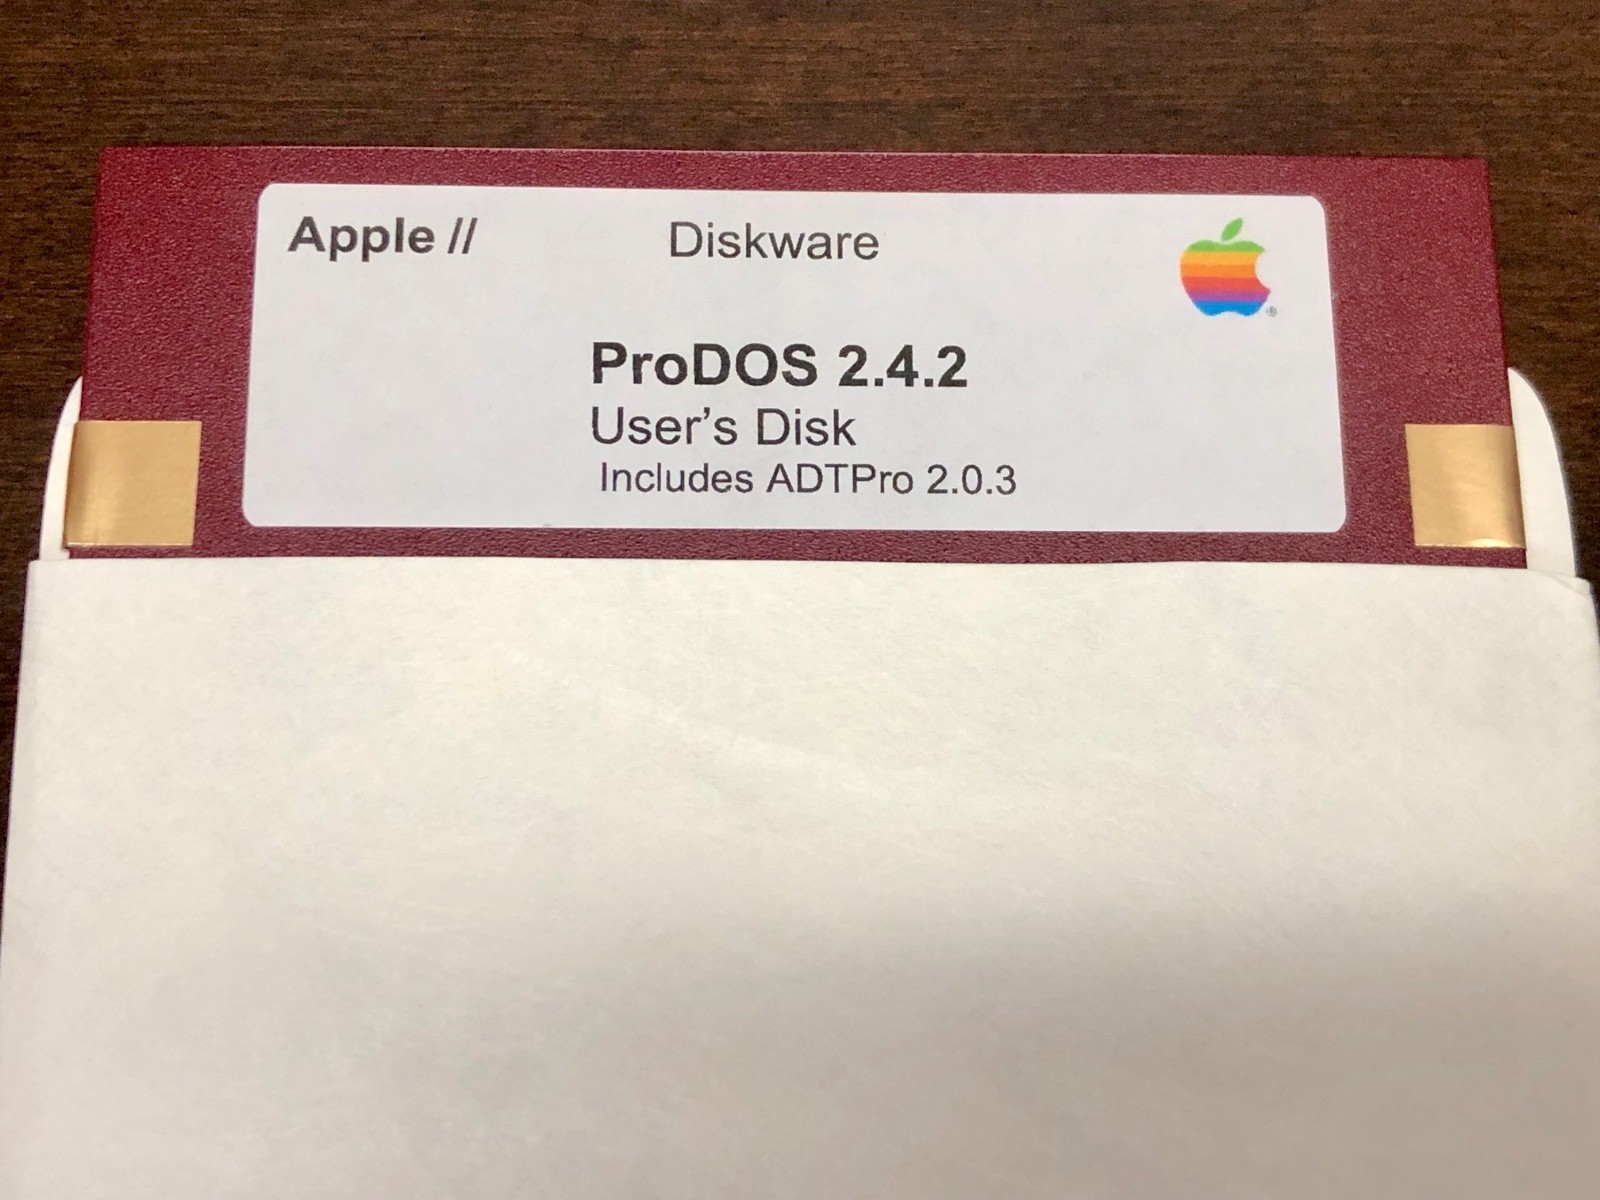 Apple // Diskware
ProDOS 2.4.2
User’s Disk
Includes ADTPro 2.0.3